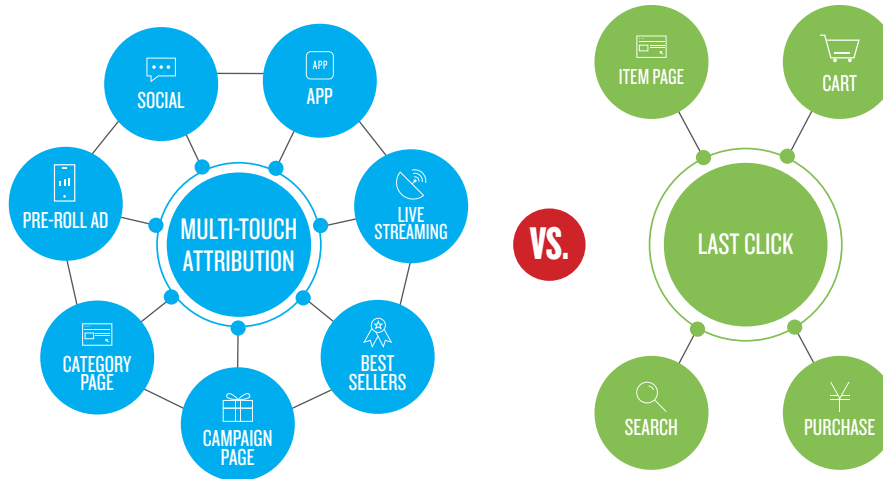 SOCIAL
APP
APP
PRE-ROLL AD
LIVE
STREAMING
MULTI-TOUCH
ATTRIBUTION
CATEGORY
PAGE
BEST
SELLERS
CAMPAIGN
PAGE
VS.
ITEM PAGE
CART
LAST CLICK
SEARCH
¥
PURCHASE